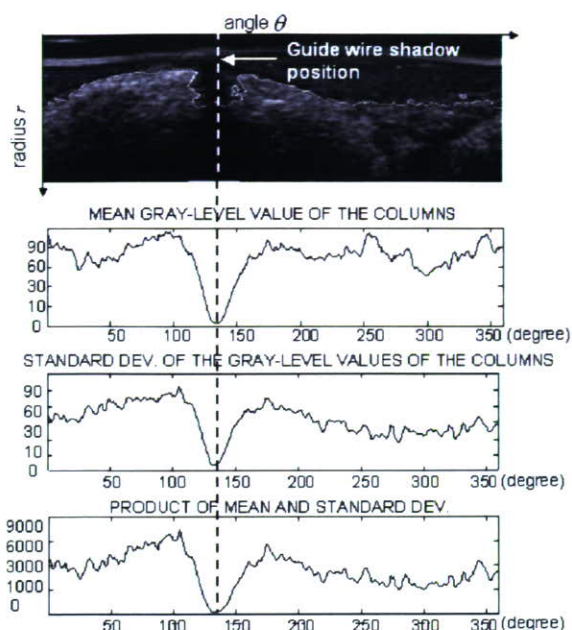 angle θ
Guide wire shadow
position
radius r
MEAN GRAY-LEVEL VALUE OF THE COLUMNS
90
60
30
10
0
50 100 150 200 250 300 350 (degree)
STANDARD DEV. OF THE GRAY-LEVEL VALUES OF THE COLUMNS
90
60
30
10
0
50 100 150 200 250 300 350 (degree)
PRODUCT OF MEAN AND STANDARD DEV.
9000
6000
3000
1000
0
50 100 150 200 250 300 350 (degree)